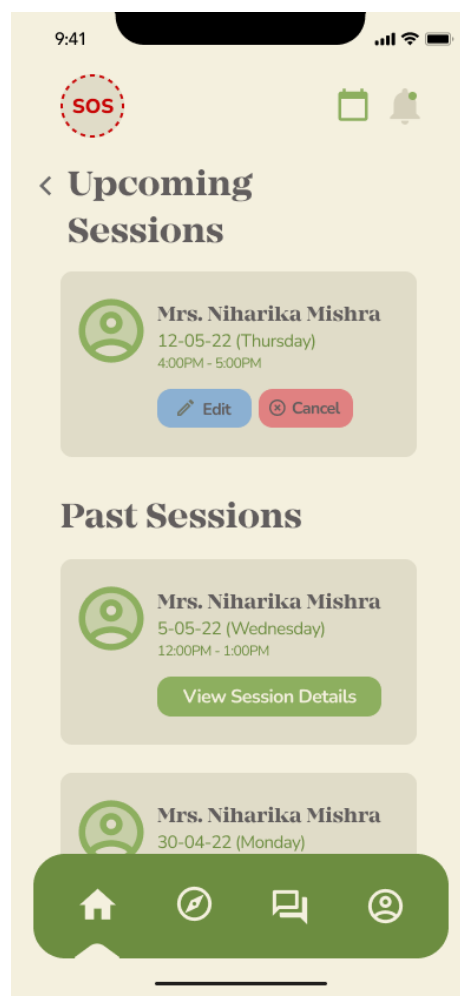 9:41
SOS
Upcoming
Sessions
Mrs. Niharika Mishra
12-05-22 (Thursday)
4:00PM - 5:00PM
Edit
Cancel
Past Sessions
Mrs. Niharika Mishra
5-05-22 (Wednesday)
12:00PM - 1:00PM
View Session Details
Mrs. Niharika Mishra
30-04-22 (Monday)